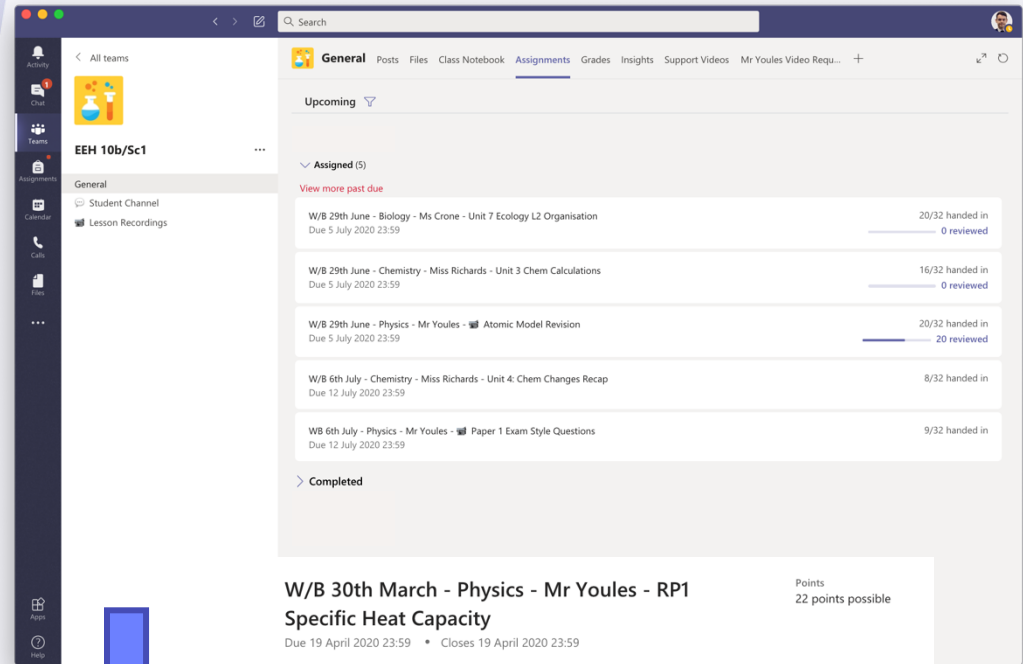 Search
Activity
Chat
1
Teams
Assignments
Calendar
Calls
Files
Apps
Help
All teams
EEH 10b/Sc1
General
Student Channel
Lesson Recordings
General Posts Files Class Notebook Assignments Grades Insights Support Videos Mr Youles Video Requ...
Upcoming
Assigned (5)
View more past due
W/B 29th June - Biology - Ms Crone - Unit 7 Ecology L2 Organisation
Due 5 July 2020 23:59
20/32 handed in
0 reviewed
W/B 29th June - Chemistry - Miss Richards - Unit 3 Chem Calculations
Due 5 July 2020 23:59
16/32 handed in
0 reviewed
W/B 29th June - Physics - Mr Youles - Atomic Model Revision
Due 5 July 2020 23:59
20/32 handed in
20 reviewed
W/B 6th July - Chemistry - Miss Richards - Unit 4: Chem Changes Recap
Due 12 July 2020 23:59
8/32 handed in
WB 6th July - Physics - Mr Youles - Paper 1 Exam Style Questions
Due 12 July 2020 23:59
9/32 handed in
Completed
W/B 30th March - Physics - Mr Youles - RP1
Specific Heat Capacity
Due 19 April 2020 23:59 • Closes 19 April 2020 23:59
Points
22 points possible